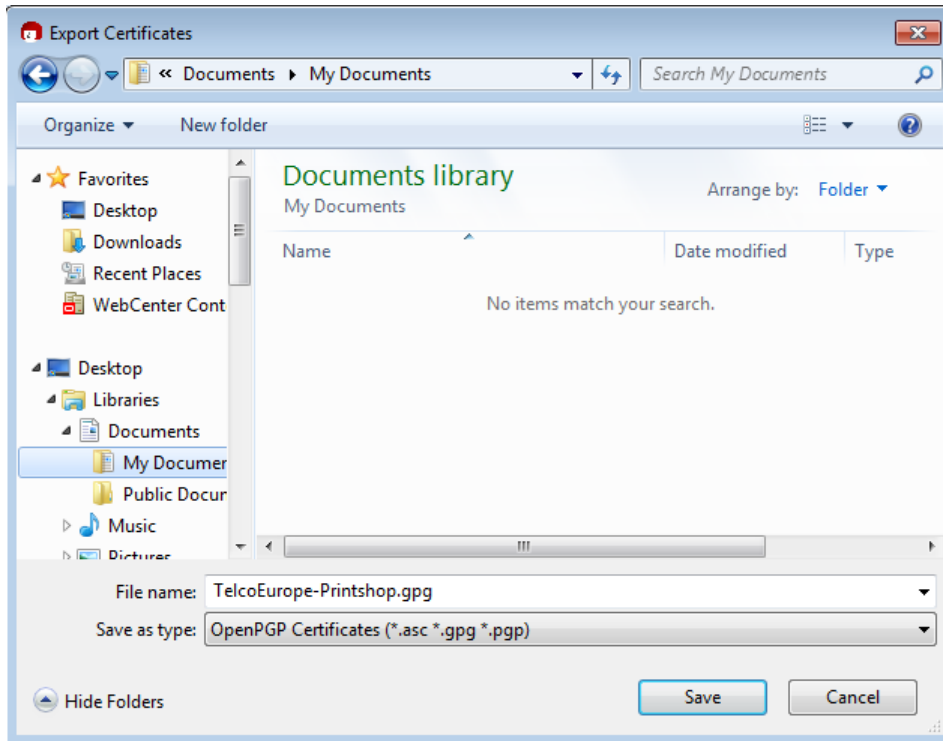 Export Certificates
« Documents My Documents
Search My Documents
Organize New folder
Favorites
Desktop
Downloads
Recent Places
WebCenter Cont
Desktop
Libraries
Documents
My Documer
Public Docur
Music
Pictures
Documents library
My Documents
Arrange by: Folder
Name Date modified Type
No items match your search.
File name: TelcoEurope-Printshop.gpg
Save as type: OpenPGP Certificates (*.asc *.gpg *.pgp)
Hide Folders Save Cancel